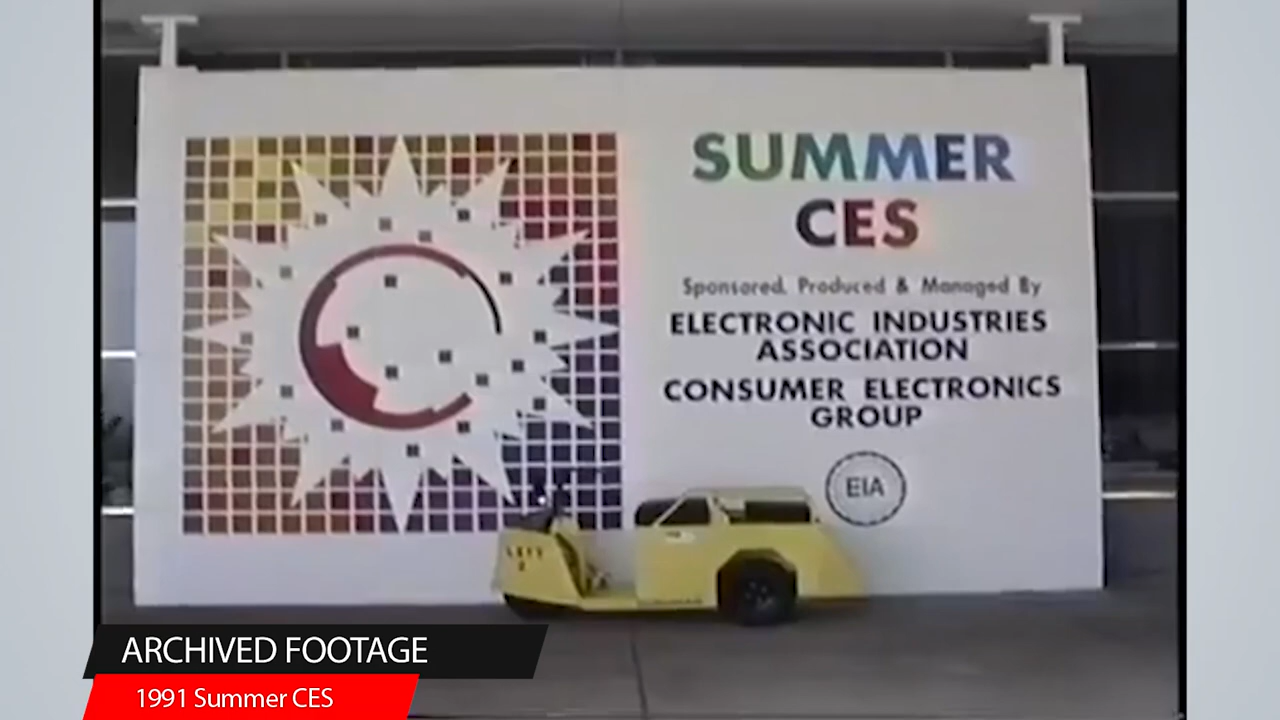 SUMMER
CES
Sponsored, Produced & Managed By
ELECTRONIC INDUSTRIES
ASSOCIATION
CONSUMER ELECTRONICS
GROUP
EIA
ARCHIVED FOOTAGE
1991 Summer CES